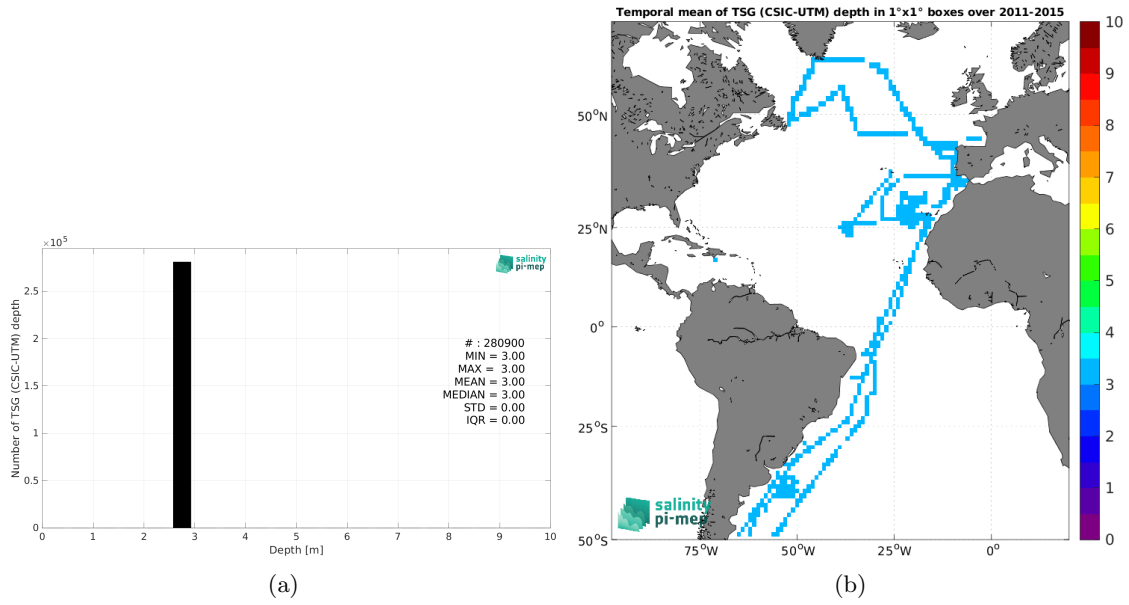 ×10⁵
2.5
2
1.5
1
0.5
0
0 1 2 3 4 5 6 7 8 9 10
Number of TSG (CSIC-UTM) depth
Depth [m]
salinity
pi-mep
# : 280900
MIN = 3.00
MAX = 3.00
MEAN = 3.00
MEDIAN = 3.00
STD = 0.00
IQR = 0.00
(a)
Temporal mean of TSG (CSIC-UTM) depth in 1°x1° boxes over 2011-2015
50°N
25°N
0°
25°S
50°S
75°W 50°W 25°W 0°
salinity
pi-mep
10
9
8
7
6
5
4
3
2
1
0
(b)